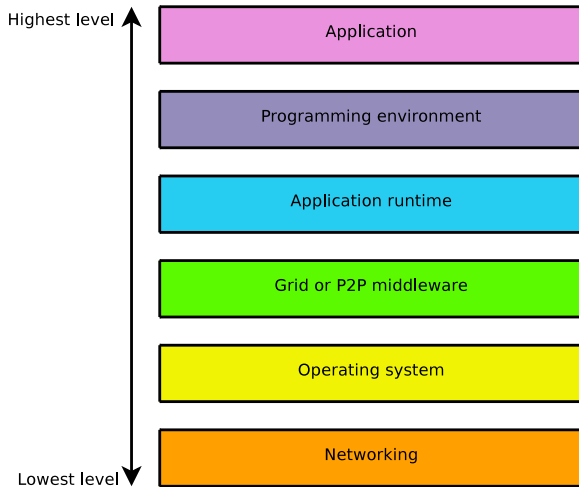 Highest level
Application
Programming environment
Application runtime
Grid or P2P middleware
Operating system
Networking
Lowest level